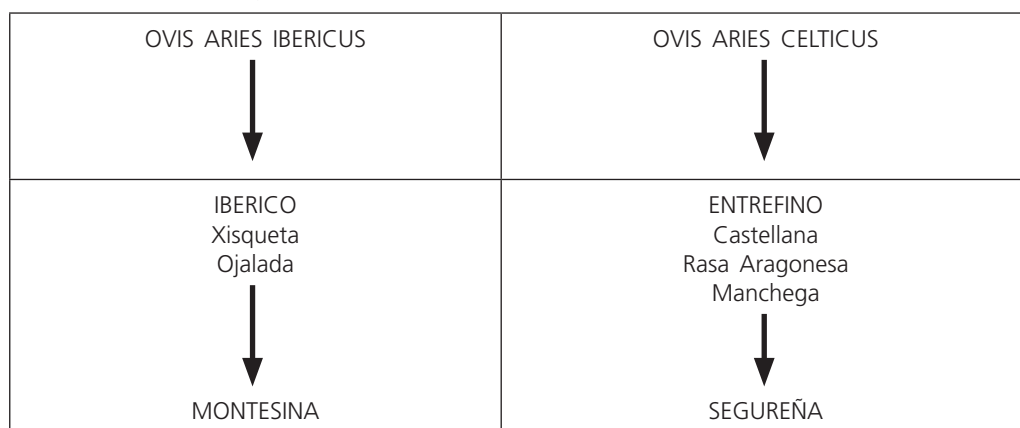 OVIS ARIES IBERICUS
OVIS ARIES CELTICUS
IBERICO
Xisqueta
Ojalada
MONTESINA
ENTREFINO
Castellana
Rasa Aragonesa
Manchega
SEGUREÑA